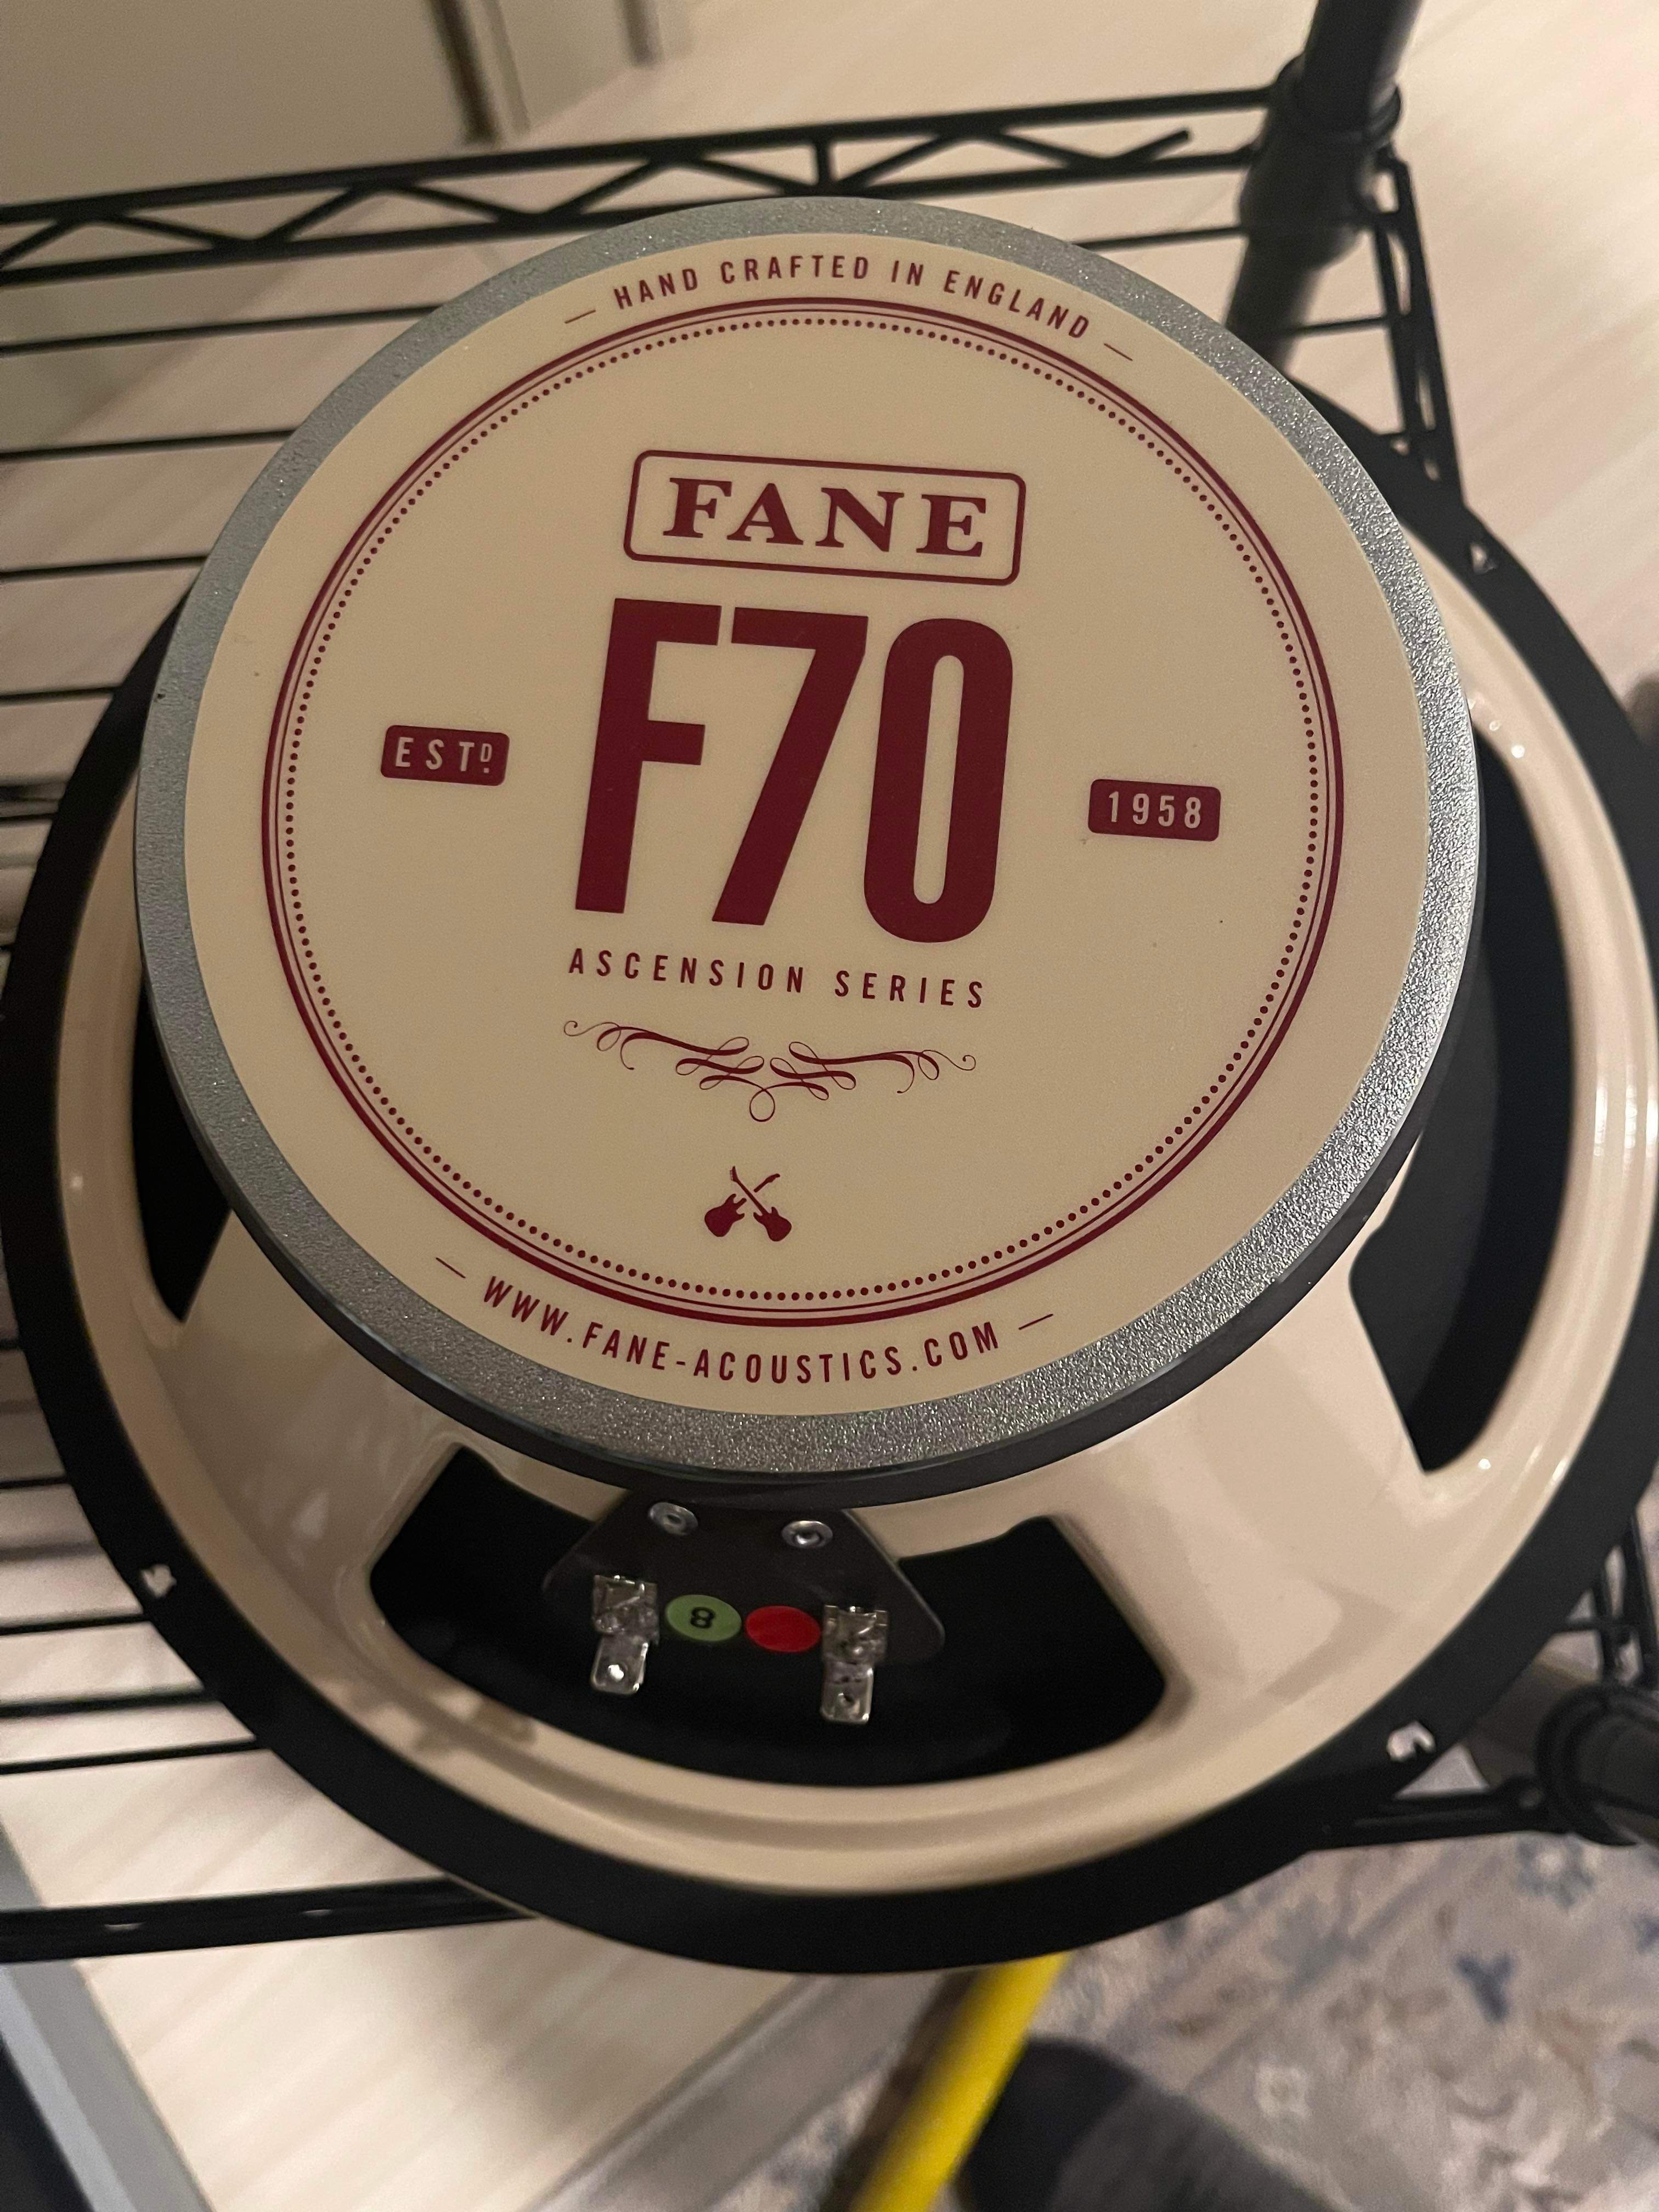 — HAND CRAFTED IN ENGLAND —
FANE
F70
ESTD.
1958
ASCENSION SERIES
— WWW.FANE-ACOUSTICS.COM —
8